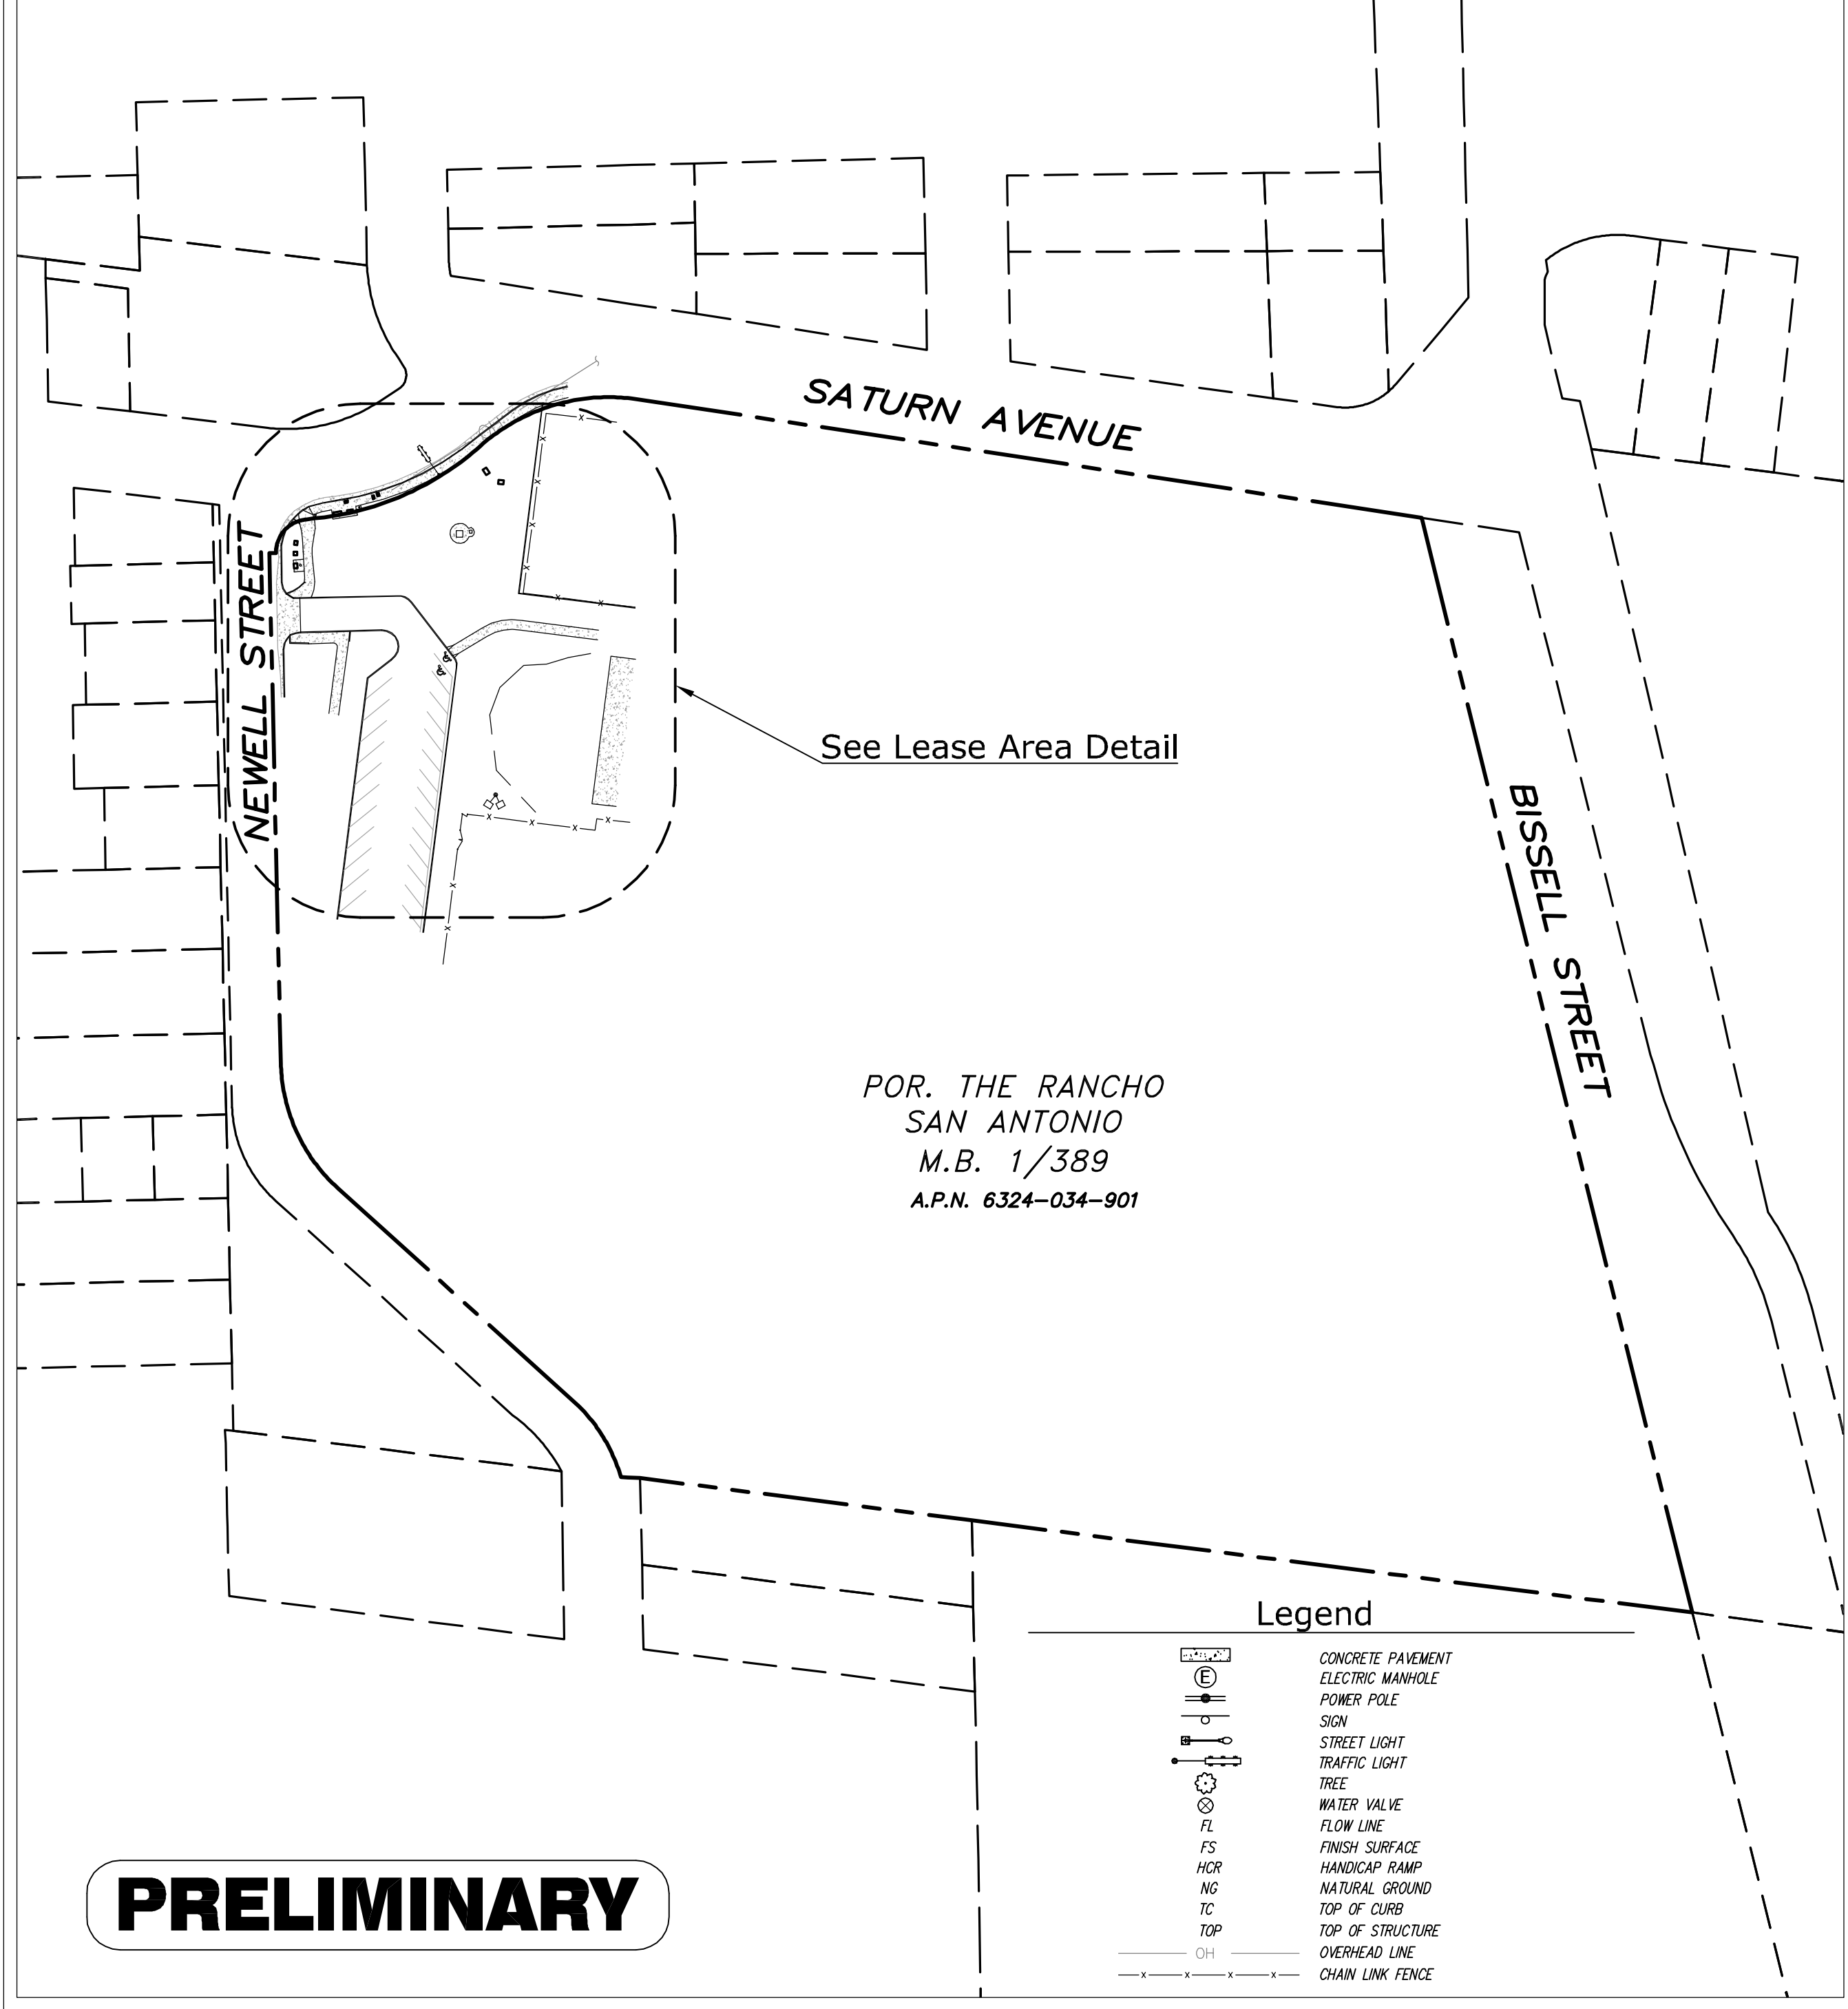 SATURN AVENUE
NEWELL STREET
See Lease Area Detail
BISSELL STREET
POR. THE RANCHO
SAN ANTONIO
M.B. 1/389
A.P.N. 6324-034-901
Legend
CONCRETE PAVEMENT
E ELECTRIC MANHOLE
POWER POLE
SIGN
STREET LIGHT
TRAFFIC LIGHT
TREE
WATER VALVE
FL FLOW LINE
FS FINISH SURFACE
HCR HANDICAP RAMP
NG NATURAL GROUND
TC TOP OF CURB
TOP TOP OF STRUCTURE
OH OVERHEAD LINE
x x x x CHAIN LINK FENCE
PRELIMINARY